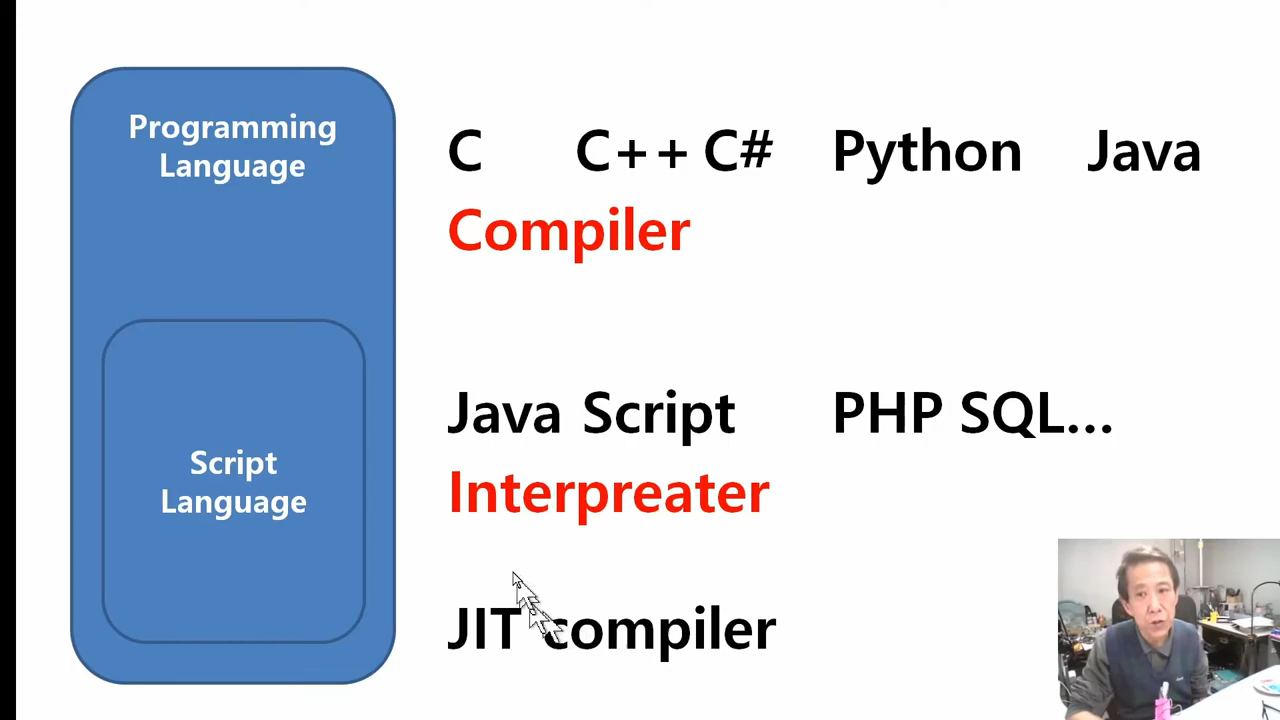 Programming
Language
C C++ C# Python Java
Compiler
Java Script PHP SQL...
Interpreater
Script
Language
JIT compiler